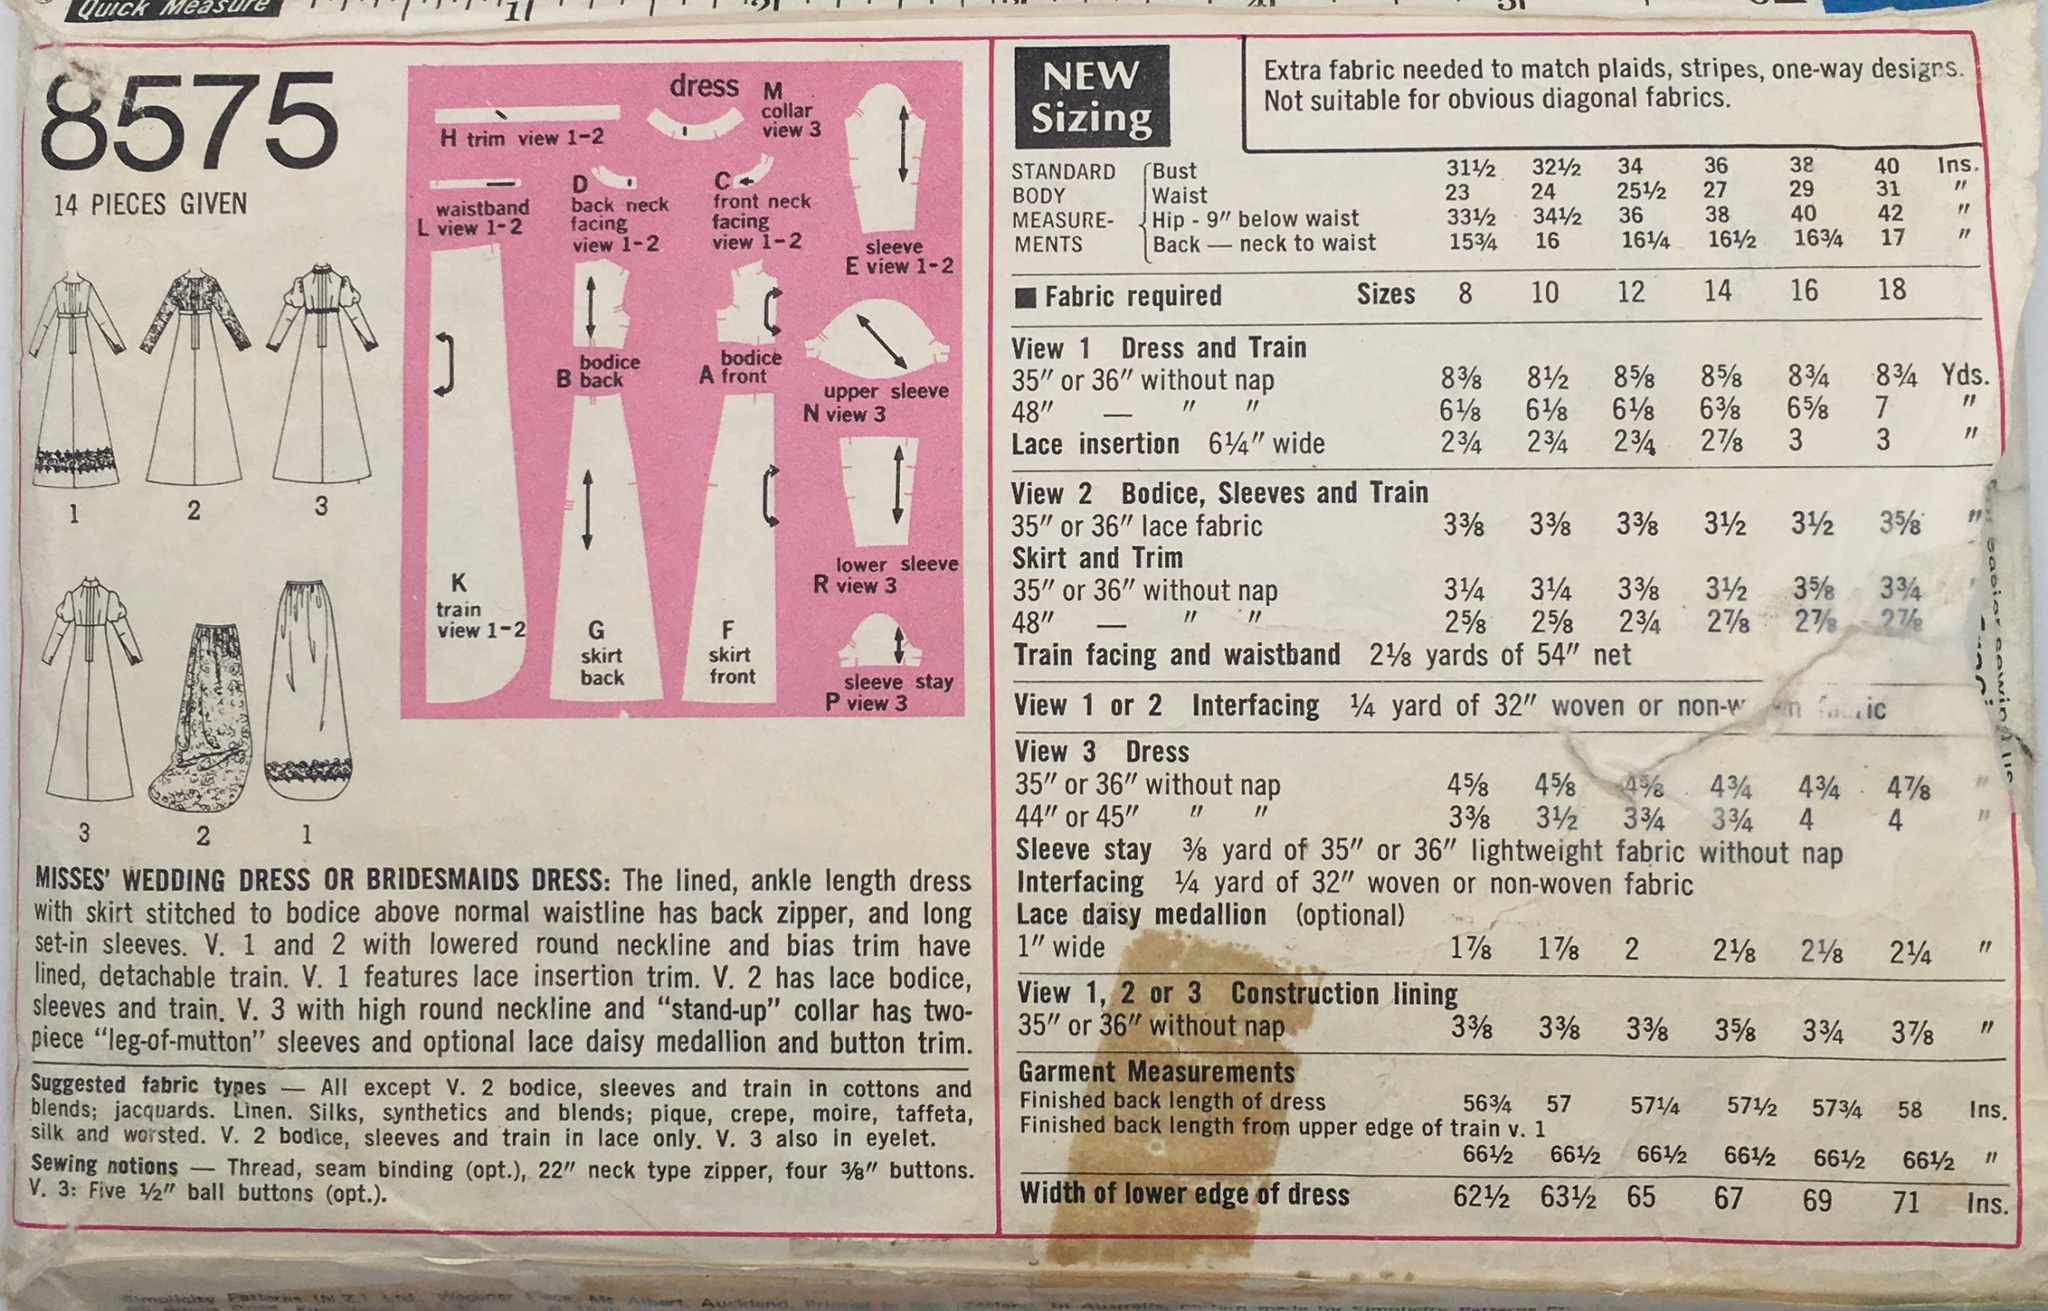 Quick Measure
8575
14 PIECES GIVEN
1
2
3
3
2
1
dress
H trim view 1-2
M
collar
view 3
waistband
L view 1-2
D
back neck
facing
view 1-2
C
front neck
facing
view 1-2
sleeve
E view 1-2
bodice
B back
bodice
A front
upper sleeve
N view 3
lower sleeve
R view 3
K
train
view 1-2
G
skirt
back
F
skirt
front
sleeve stay
P view 3
MISSES' WEDDING DRESS OR BRIDESMAIDS DRESS: The lined, ankle length dress
with skirt stitched to bodice above normal waistline has back zipper, and long
set-in sleeves. V. 1 and 2 with lowered round neckline and bias trim have
lined, detachable train. V. 1 features lace insertion trim. V. 2 has lace bodice,
sleeves and train. V. 3 with high round neckline and "stand-up" collar has two-
piece "leg-of-mutton" sleeves and optional lace daisy medallion and button trim.
Suggested fabric types — All except V. 2 bodice, sleeves and train in cottons and
blends; jacquards. Linen. Silks, synthetics and blends; pique, crepe, moire, taffeta,
silk and worsted. V. 2 bodice, sleeves and train in lace only. V. 3 also in eyelet.
Sewing notions — Thread, seam binding (opt.), 22" neck type zipper, four ⅜" buttons.
V. 3: Five ½" ball buttons (opt.).
NEW
Sizing
Extra fabric needed to match plaids, stripes, one-way designs.
Not suitable for obvious diagonal fabrics.
STANDARD Bust 31½ 32½ 34 36 38 40 Ins.
BODY Waist 23 24 25½ 27 29 31 "
MEASURE- Hip - 9" below waist 33½ 34½ 36 38 40 42 "
MENTS Back — neck to waist 15¾ 16 16¼ 16½ 16¾ 17 "
■ Fabric required Sizes 8 10 12 14 16 18
View 1 Dress and Train
35" or 36" without nap 8⅜ 8½ 8⅝ 8⅝ 8¾ 8¾ Yds.
48" — " " 6⅛ 6⅛ 6⅛ 6⅜ 6⅝ 7 "
Lace insertion 6¼" wide 2¾ 2¾ 2¾ 2⅞ 3 3 "
View 2 Bodice, Sleeves and Train
35" or 36" lace fabric 3⅜ 3⅜ 3⅜ 3½ 3½ 3⅝ "
Skirt and Trim
35" or 36" without nap 3¼ 3¼ 3⅜ 3½ 3⅝ 3¾
48" — " " 2⅝ 2⅝ 2¾ 2⅞ 2⅞ 2⅞
Train facing and waistband 2⅛ yards of 54" net
View 1 or 2 Interfacing ¼ yard of 32" woven or
View 3 Dress
35" or 36" without nap 4⅝ 4⅝ 4⅝ 4¾ 4¾ 4⅞ "
44" or 45" " " 3⅜ 3½ 3¾ 3¾ 4 4 "
Sleeve stay ⅜ yard of 35" or 36" lightweight fabric without nap
Interfacing ¼ yard of 32" woven or non-woven fabric
Lace daisy medallion (optional)
1" wide 1⅞ 1⅞ 2 2⅛ 2⅛ 2¼ "
View 1, 2 or 3 Construction lining
35" or 36" without nap 3⅜ 3⅜ 3⅜ 3⅝ 3¾ 3⅞ "
Garment Measurements
Finished back length of dress 56¾ 57 57¼ 57½ 57¾ 58 Ins.
Finished back length from upper edge of train v. 1
66½ 66½ 66½ 66½ 66½ 66½ "
Width of lower edge of dress 62½ 63½ 65 67 69 71 Ins.
Simplicity Patterns (N.Z.) Ltd.,